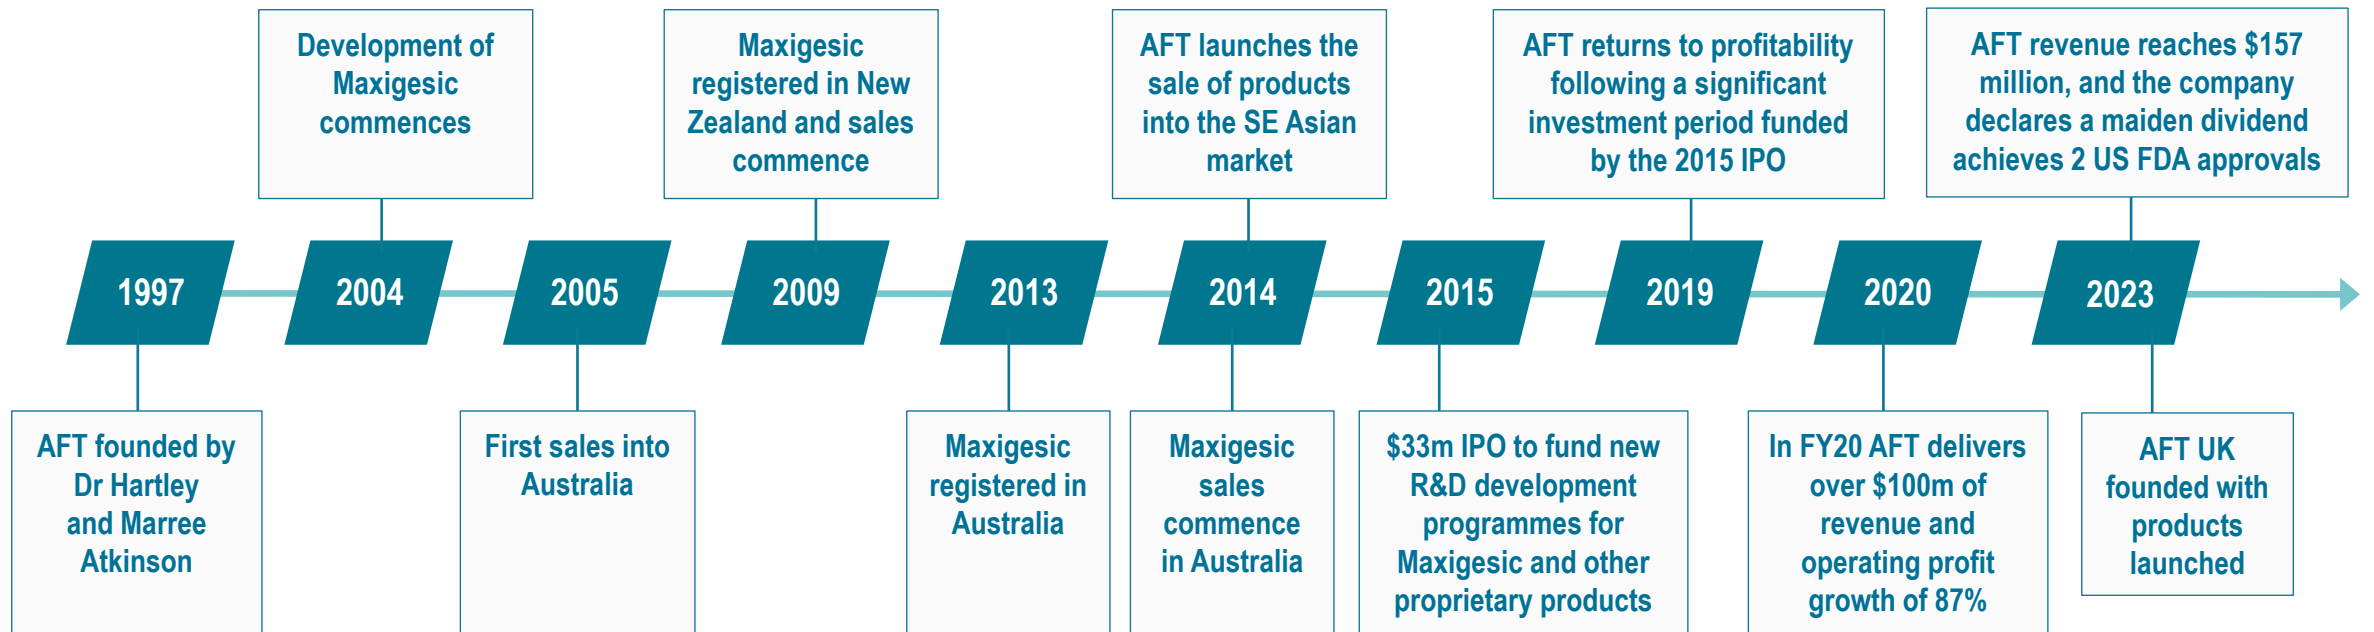 Development of
Maxigesic
commences
Maxigesic
registered in New
Zealand and sales
commence
AFT launches the
sale of products
into the SE Asian
market
AFT returns to profitability
following a significant
investment period funded
by the 2015 IPO
AFT revenue reaches $157
million, and the company
declares a maiden dividend
achieves 2 US FDA approvals
1997
2004
2005
2009
2013
2014
2015
2019
2020
2023
AFT founded by
Dr Hartley
and Marree
Atkinson
First sales into
Australia
Maxigesic
registered in
Australia
Maxigesic
sales
commence
in Australia
$33m IPO to fund new
R&D development
programmes for
Maxigesic and other
proprietary products
In FY20 AFT delivers
over $100m of
revenue and
operating profit
growth of 87%
AFT UK
founded with
products
launched